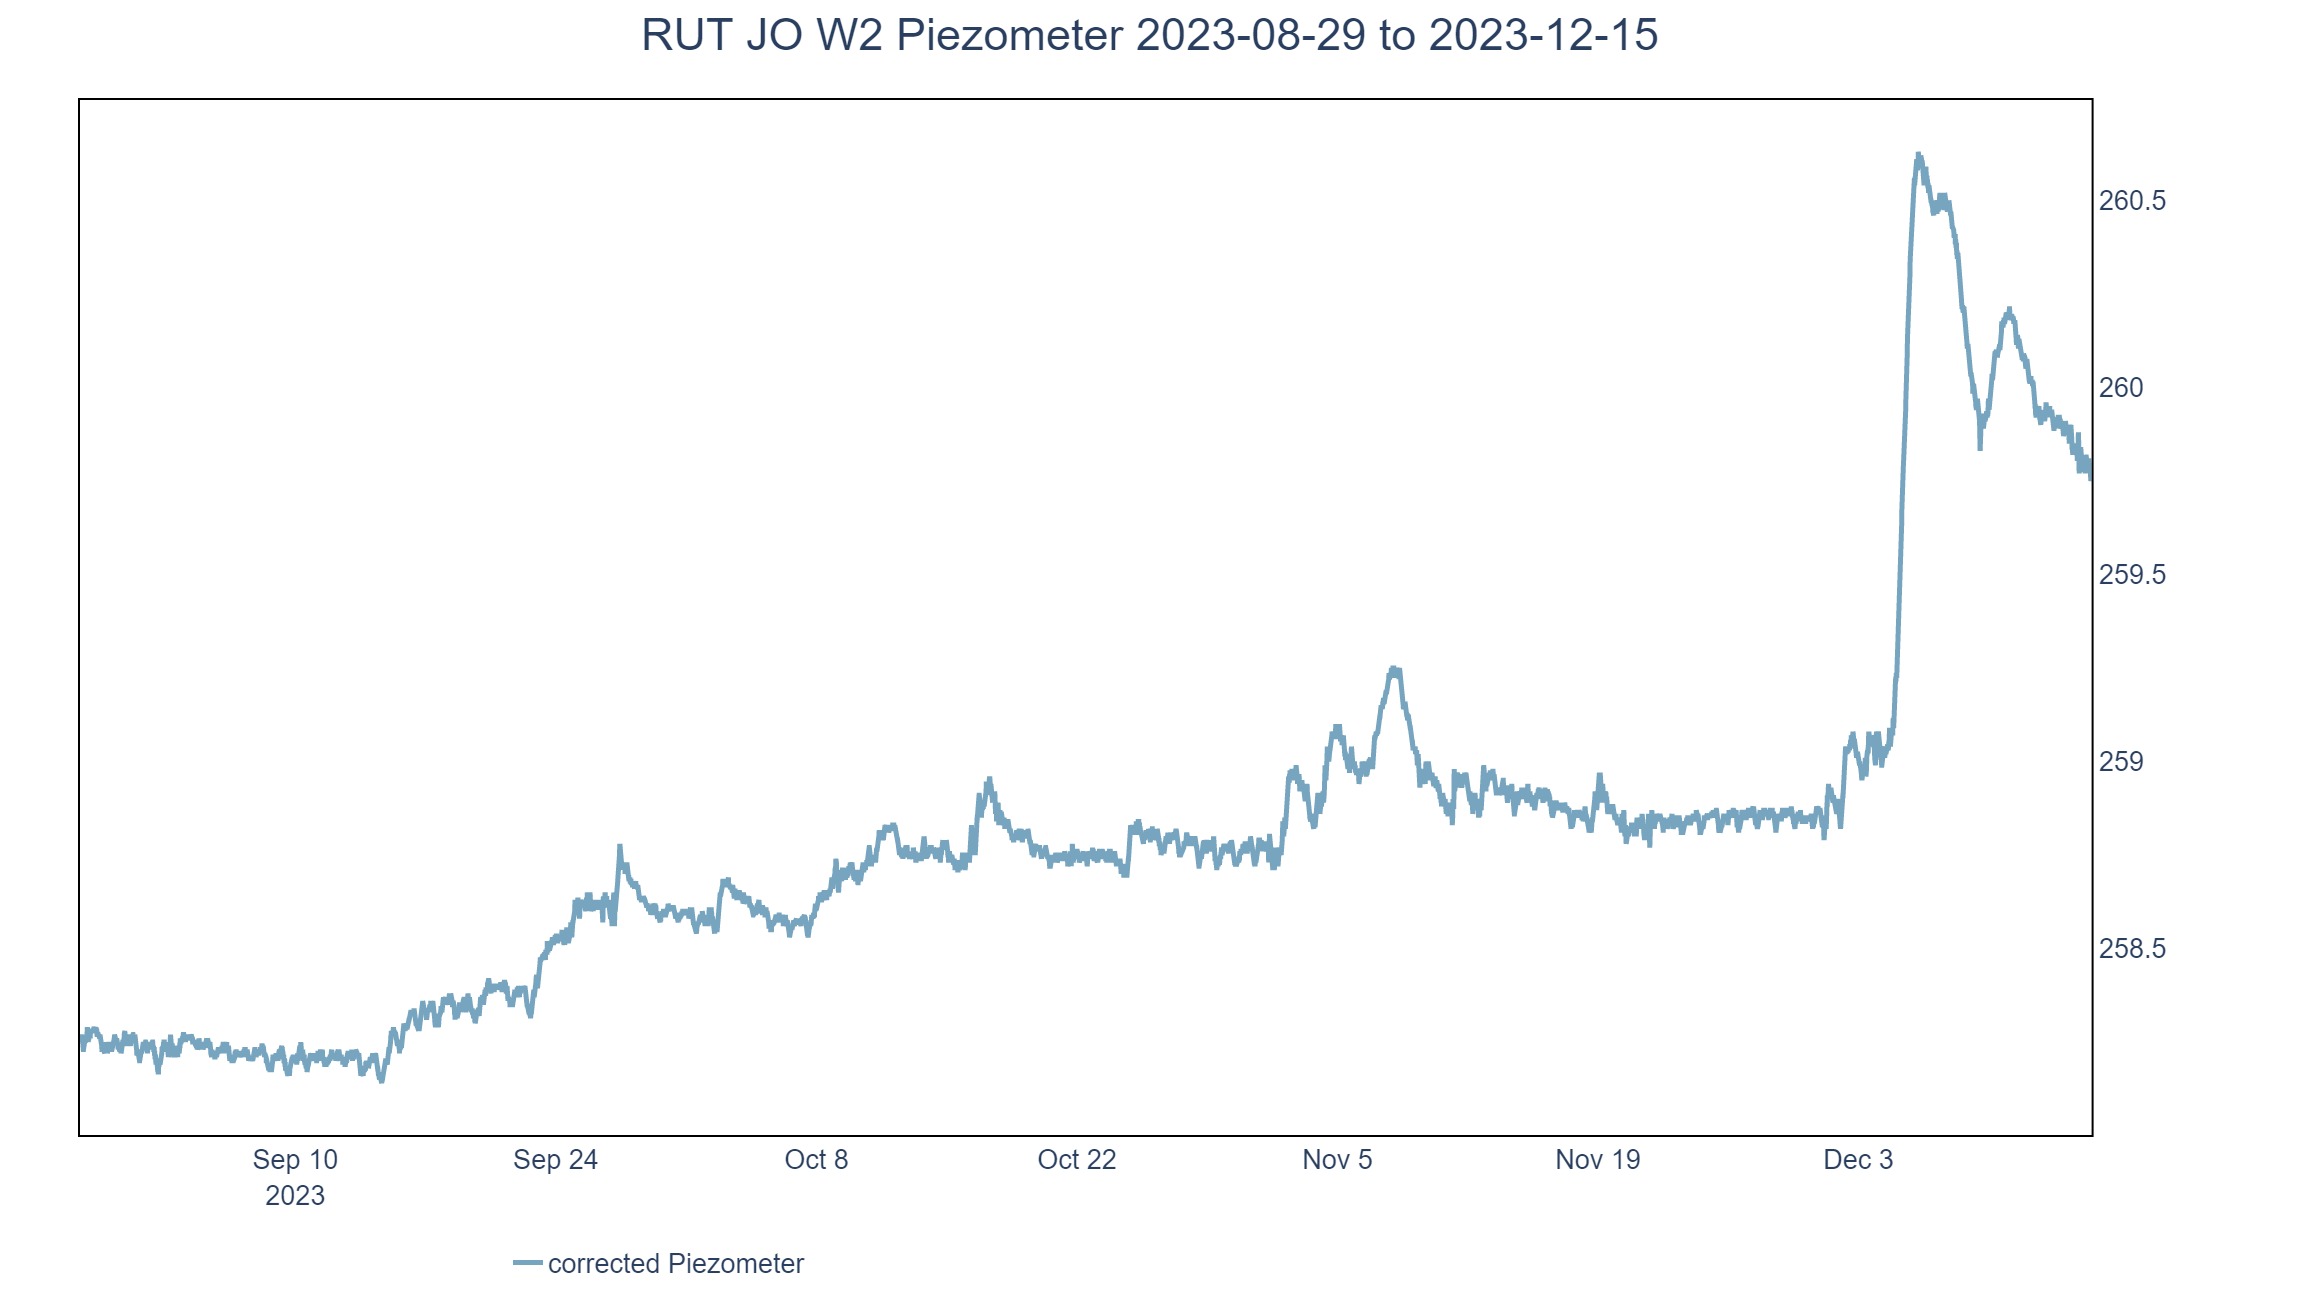 RUT JO W2 Piezometer 2023-08-29 to 2023-12-15
260.5
260
259.5
259
258.5
Sep 10 Sep 24 Oct 8 Oct 22 Nov 5 Nov 19 Dec 3
2023
corrected Piezometer